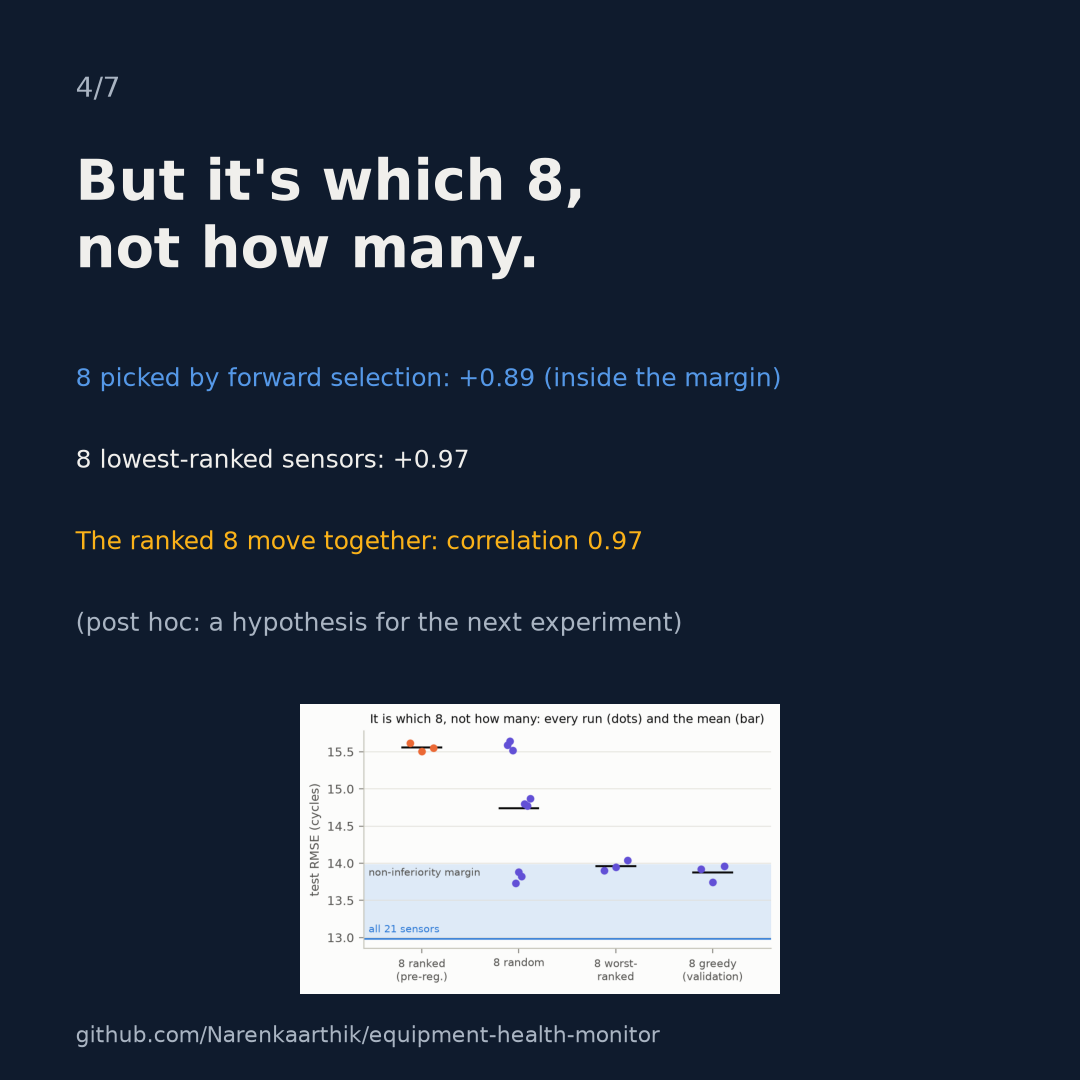 4/7
But it's which 8,
not how many.
8 picked by forward selection: +0.89 (inside the margin)
8 lowest-ranked sensors: +0.97
The ranked 8 move together: correlation 0.97
(post hoc: a hypothesis for the next experiment)
It is which 8, not how many: every run (dots) and the mean (bar)
test RMSE (cycles)
15.5
15.0
14.5
14.0
13.5
13.0
non-inferiority margin
all 21 sensors
8 ranked
(pre-reg.)
8 random
8 worst-
ranked
8 greedy
(validation)
github.com/Narenkaarthik/equipment-health-monitor